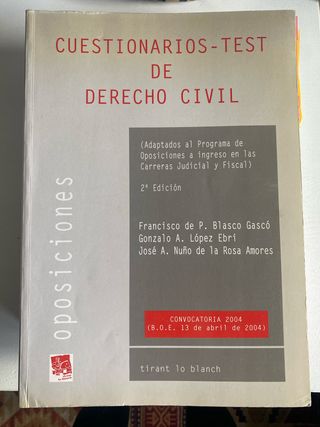 CUESTIONARIOS-TEST
DE
DERECHO CIVIL
(Adaptados al Programa de
Oposiciones a ingreso en las
Carreras Judicial y Fiscal)
2ª Edición
Francisco de P. Blasco Gascó
Gonzalo A. López Ebri
José A. Nuño de la Rosa Amores
CONVOCATORIA 2004
(B.O.E. 13 de abril de 2004)
tirant lo blanch
oposiciones